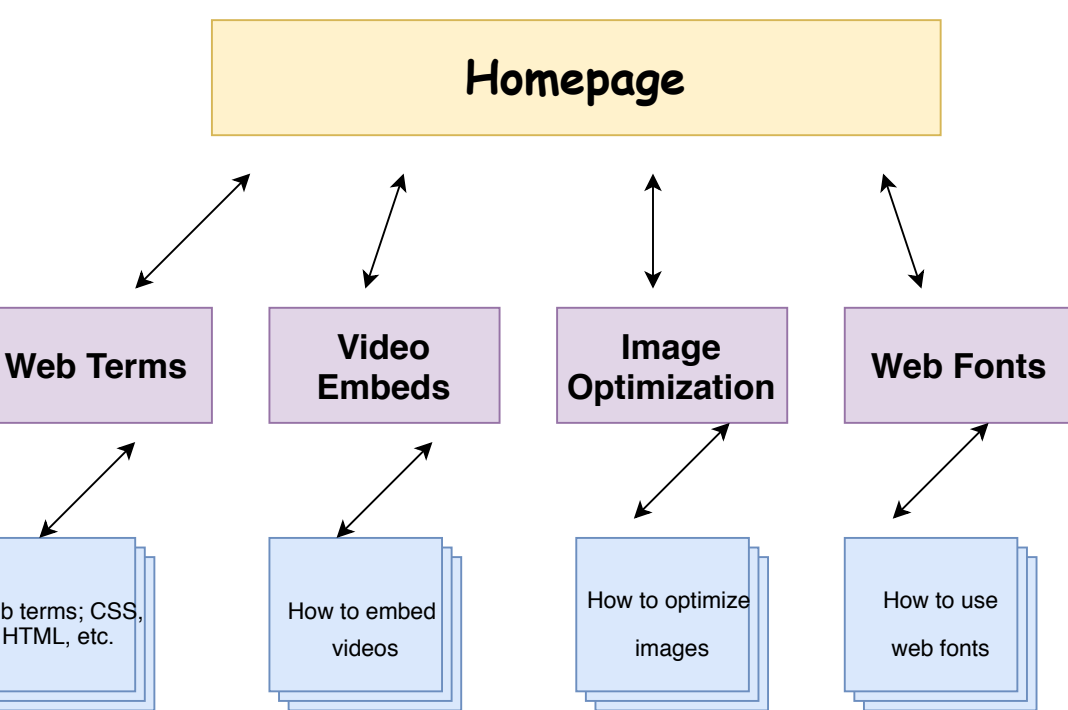 Homepage
Web Terms
Video
Embeds
Image
Optimization
Web Fonts
b terms; CSS,
HTML, etc.
How to embed
videos
How to optimize
images
How to use
web fonts